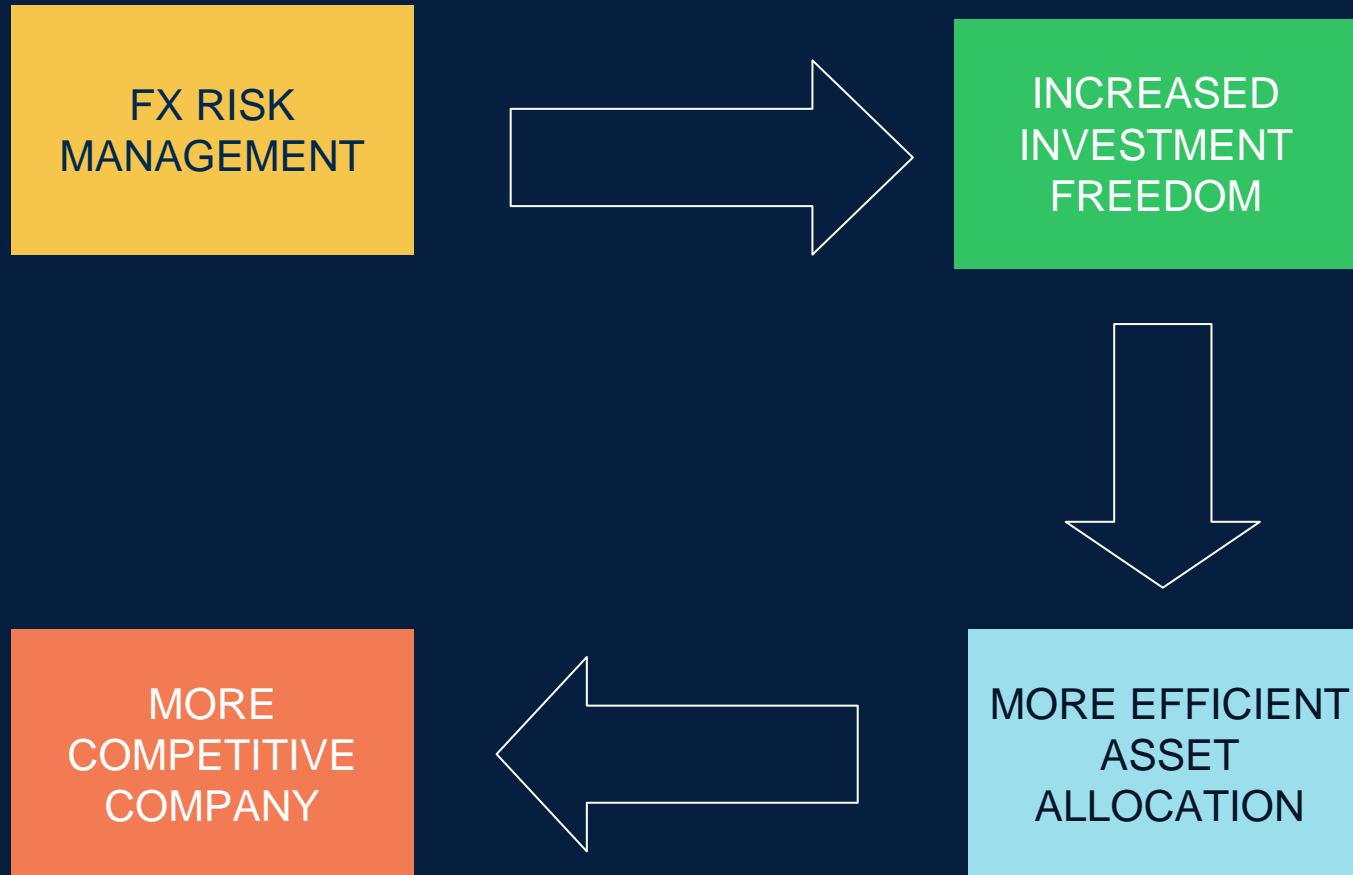 FX RISK
MANAGEMENT
INCREASED
INVESTMENT
FREEDOM
MORE EFFICIENT
ASSET
ALLOCATION
MORE
COMPETITIVE
COMPANY